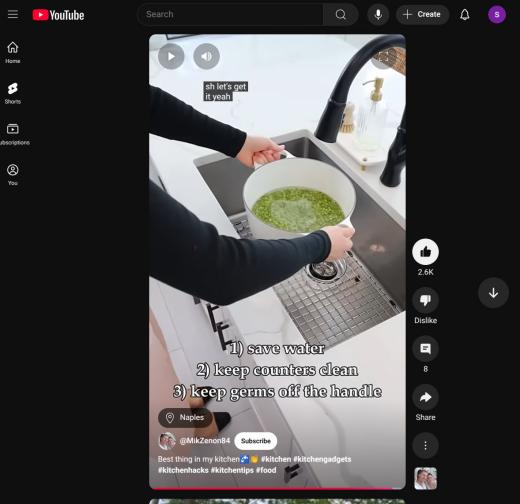 YouTube
Search
Create
S
Home
Shorts
ubscriptions
You
sh let's get
it yeah
1) save water
2) keep counters clean
3) keep germs off the handle
Naples
@MikZenon84 Subscribe
Best thing in my kitchen🚰👏 #kitchen #kitchengadgets
#kitchenhacks #kitchentips #food
2.6K
Dislike
8
Share